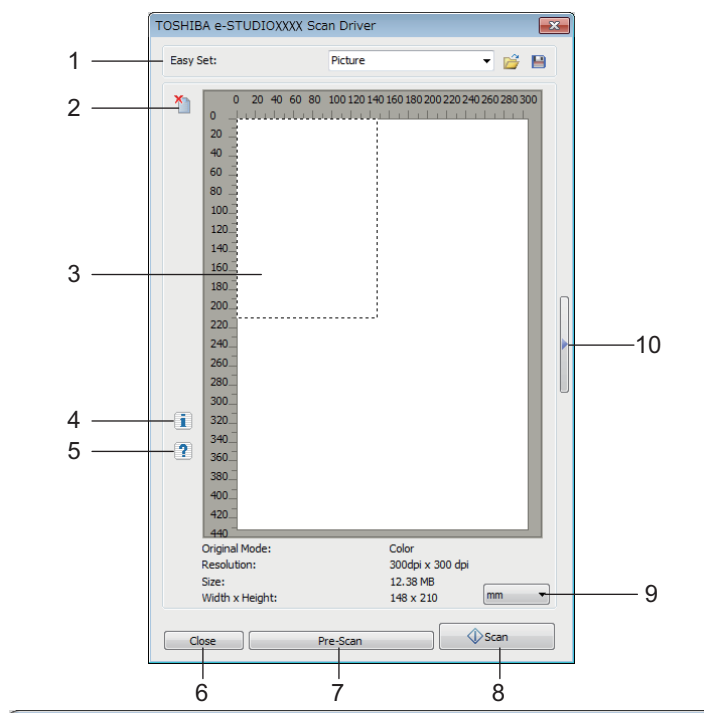 TOSHIBA e-STUDIOXXXX Scan Driver
1
Easy Set:
Picture
2
0 20 40 60 80 100 120 140 160 180 200 220 240 260 280 300
0
20
40
60
80
100
120
140
3
160
180
200
220
240
10
260
280
300
4
i
320
340
5
?
360
380
400
420
440
Original Mode: Color
Resolution: 300dpi x 300 dpi
Size: 12.38 MB
Width x Height: 148 x 210
mm
9
Close
Pre-Scan
Scan
6
7
8